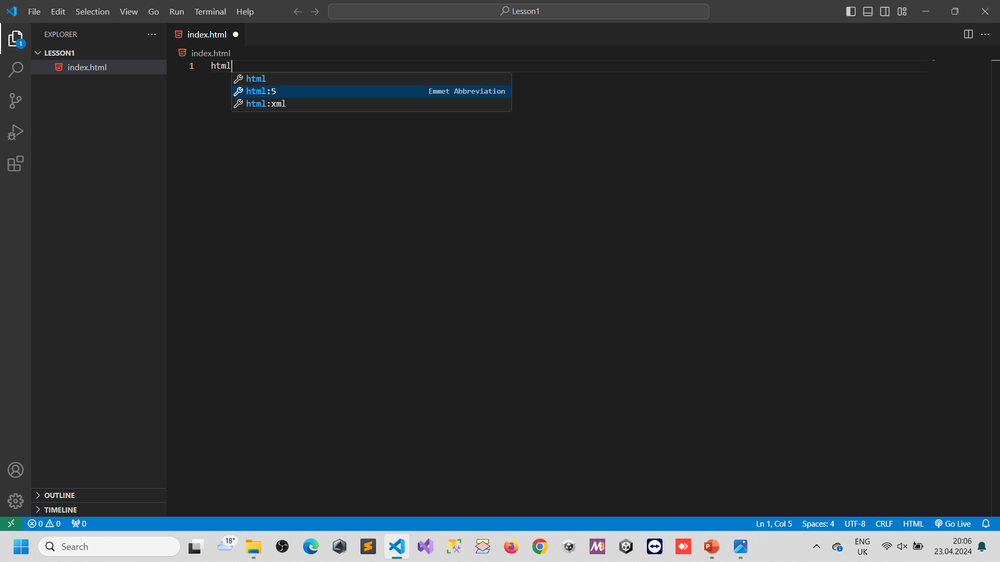 File Edit Selection View Go Run Terminal Help
Lesson1
EXPLORER
index.html
1
LESSON1
index.html
index.html
1 html
html
html:5 Emmet Abbreviation
html:xml
OUTLINE
TIMELINE
0 0 0
Ln 1, Col 5 Spaces: 4 UTF-8 CRLF HTML Go Live
Search
18°
ENG
UK
20:06
23.04.2024